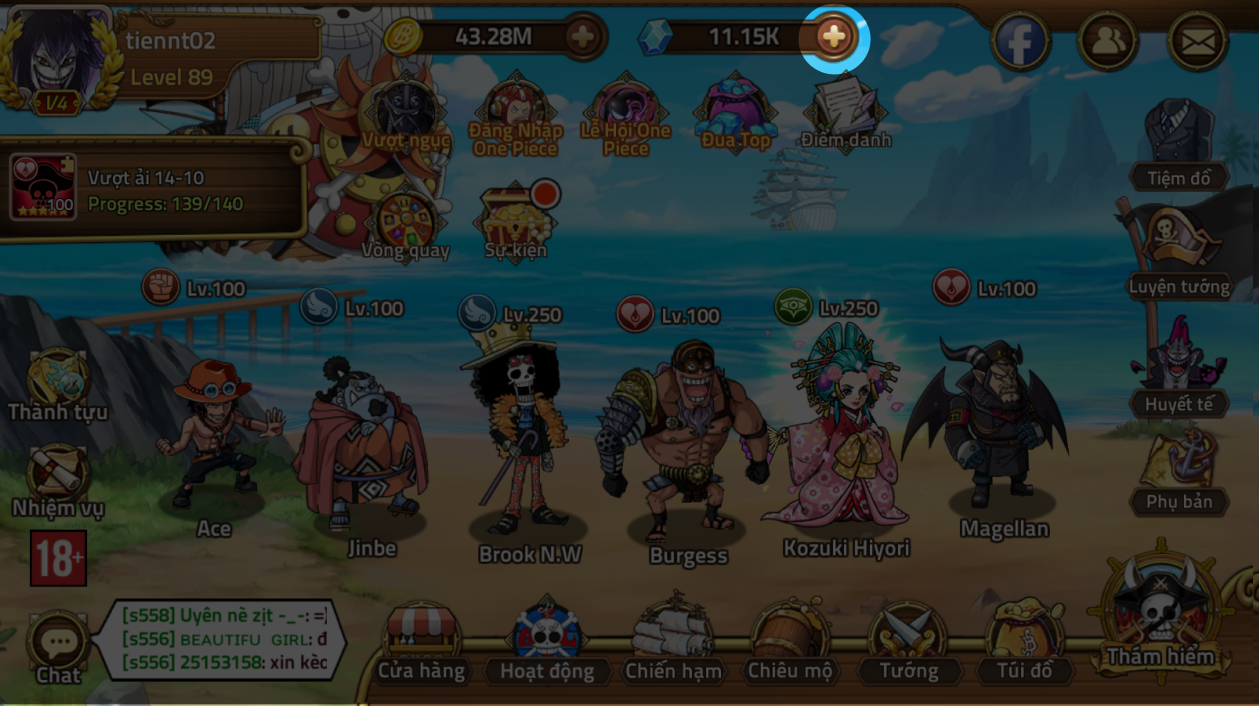 tiennt02
43.28M
11.15K
Level 89
V4
Vượt ngục
Đăng Nhập
One Piece
Lễ Hội One
Piece
Đua Top
Điểm danh
Vượt ải 14-10
100
Progress: 139/140
Tiệm đồ
Vòng quay
Sự kiện
Luyện tướng
Lv.100
Lv.100
Lv.250
Lv.100
Lv.250
Lv.100
Thành tựu
Huyết tế
Nhiệm vụ
Phụ bản
Ace
Jinbe
Brook N.W
Burgess
Kozuki Hiyori
Magellan
18+
[s558] Uyên nè zịt -_-: =)
[s556] BEAUTIFU GIRL: đ
[s556] 25153158: xin kèo
Chat
Cửa hàng
Hoạt động
Chiến hạm
Chiêu mộ
Tướng
Túi đồ
Thám hiểm